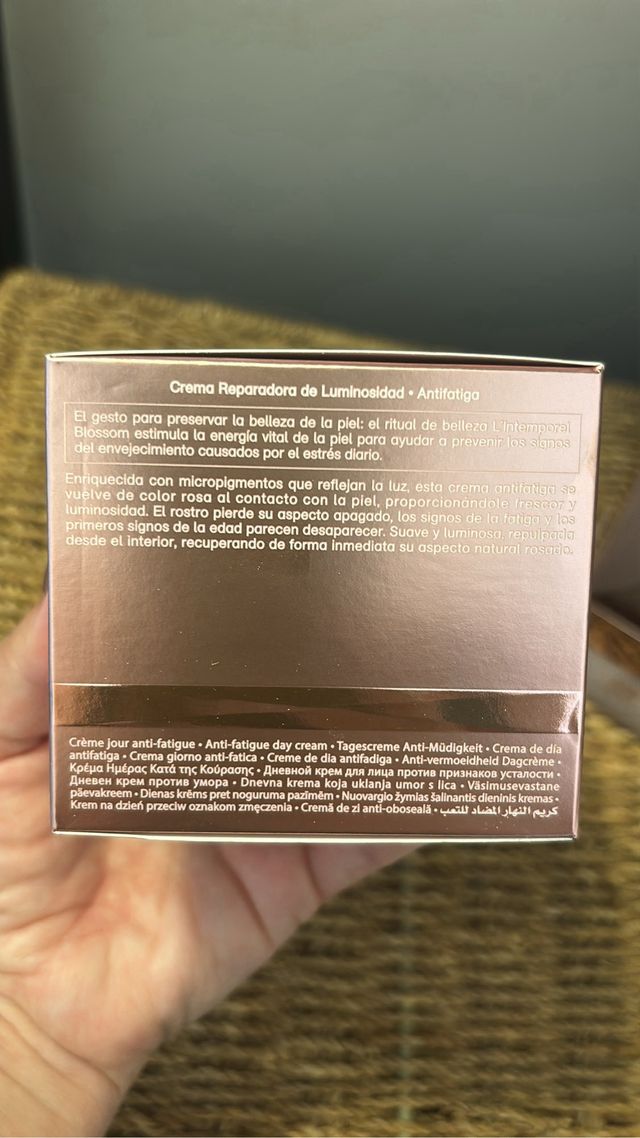 Crema Reparadora de Luminosidad • Antifatiga
El gesto para preservar la belleza de la piel: el ritual de belleza L'Intemporel
Blossom estimula la energía vital de la piel para ayudar a prevenir los signos
del envejecimiento causados por el estrés diario.
Enriquecida con micropigmentos que reflejan la luz, esta crema antifatiga se
vuelve de color rosa al contacto con la piel, proporcionándole frescor y
luminosidad. El rostro pierde su aspecto apagado, los signos de la fatiga y los
primeros signos de la edad parecen desaparecer. Suave y luminosa, repulpada
desde el interior, recuperando de forma inmediata su aspecto natural rosado.
Crème jour anti-fatigue • Anti-fatigue day cream • Tagescreme Anti-Müdigkeit • Crema de día
antifatiga • Crema giorno anti-fatica • Creme de dia antifadiga • Anti-vermoeidheid Dagcrème •
Κρέμα Ημέρας Κατά της Κούρασης • Дневной крем для лица против признаков усталости •
Дневен крем против умора • Dnevna krema koja uklanja umor s lica • Väsimusevastane
päevakreem • Dienas krēms pret noguruma pazīmēm • Nuovargio žymias šalinantis dieninis kremas •
Krem na dzień przeciw oznakom zmęczenia • Cremă de zi anti-oboseală • كريم النهار المضاد للتعب